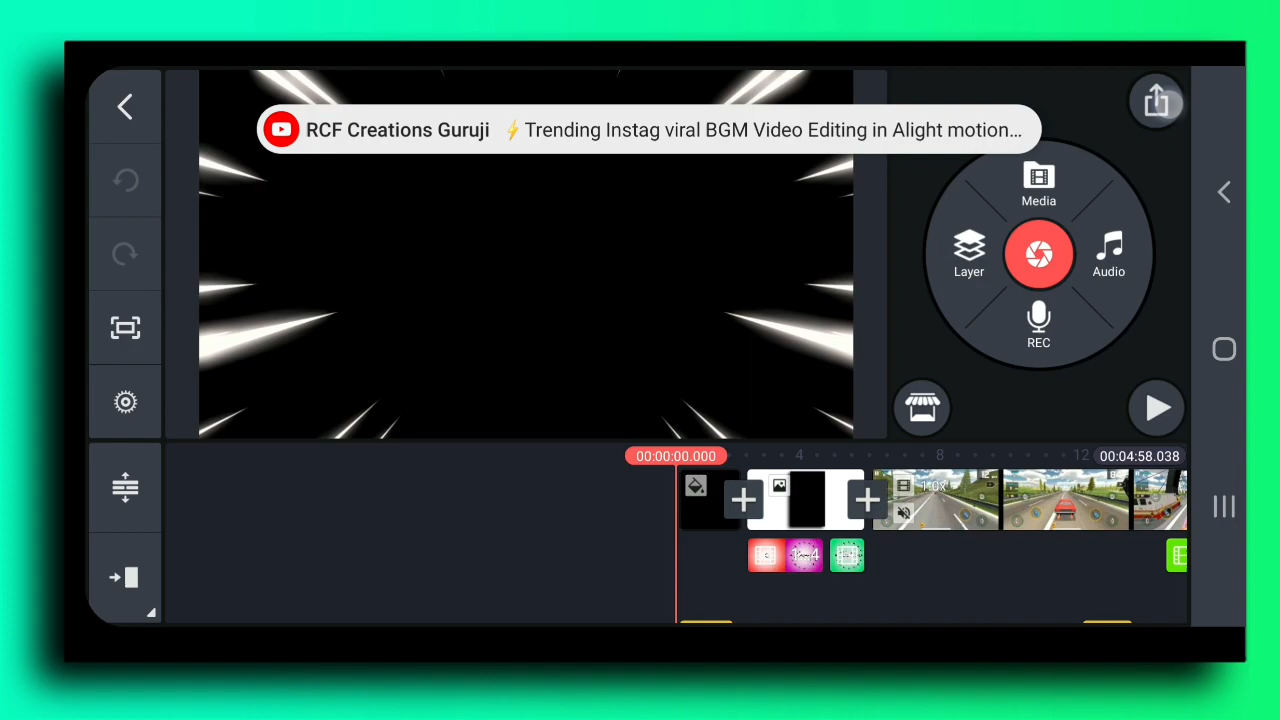 RCF Creations Guruji ⚡Trending Instag viral BGM Video Editing in Alight motion...
Media
Layer
Audio
REC
00:00:00.000
4
8
12
00:04:58.038
1.0x